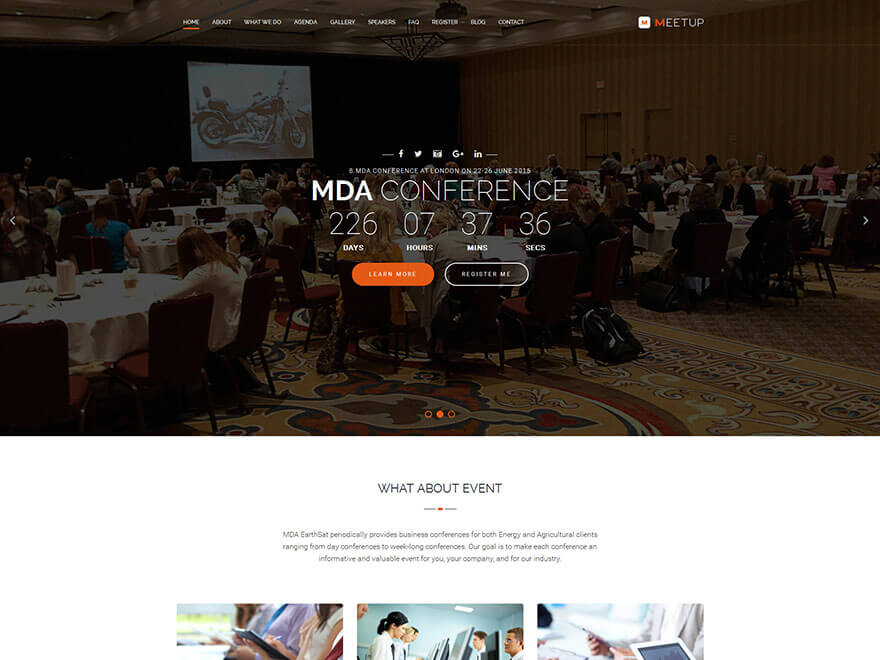 HOME ABOUT WHAT WE DO AGENDA GALLERY SPEAKERS FAQ REGISTER BLOG CONTACT
M MEETUP
8 MDA CONFERENCE AT LONDON ON 22-26 JUNE 2015
MDA CONFERENCE
226 07 37 36
DAYS HOURS MINS SECS
LEARN MORE REGISTER ME
WHAT ABOUT EVENT
MDA EarthSat periodically provides business conferences for both Energy and Agricultural clients
ranging from day conferences to week-long conferences. Our goal is to make each conference an
informative and valuable event for you, your company, and for our industry.